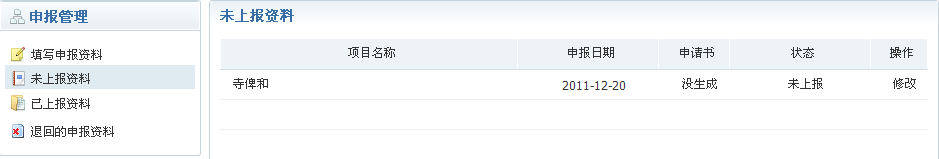 申报管理
填写申报资料
未上报资料
已上报资料
退回的申报资料
未上报资料
项目名称 申报日期 申请书 状态 操作
寺俾和 2011-12-20 没生成 未上报 修改